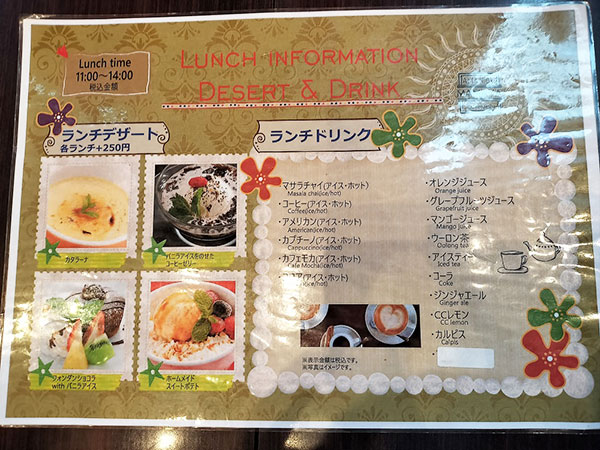 Lunch time
11:00～14:00
税込金額
LUNCH INFORMATION
DESERT & DRINK
ランチデザート
各ランチ+250円
カタラーナ
バニラアイスをのせた
コーヒーゼリー
フォンダンショコラ
with バニラアイス
ホームメイド
スイートポテト
ランチドリンク
・マサラチャイ(アイス・ホット)
Masala chai(ice/hot)
・コーヒー(アイス・ホット)
Coffee(ice/hot)
・アメリカン(アイス・ホット)
American(ice/hot)
・カプチーノ(アイス・ホット)
Cappuccino(ice/hot)
・カフェモカ(アイス・ホット)
Mocha(ice/hot)
(アイス・ホット)
(ice/hot)
※表示金額は税込です。
※写真はイメージです。
・オレンジジュース
Orange juice
・グレープフルーツジュース
Grapefruit juice
・マンゴージュース
Mango juice
・ウーロン茶
Oolong tea
・アイスティー
Iced tea
・コーラ
Coke
・ジンジャエール
Ginger ale
・CCレモン
CC lemon
・カルピス
Calpis